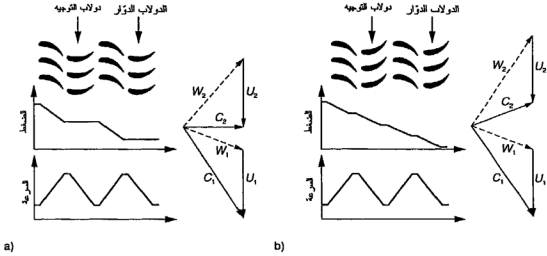 دولاب التوجيه الدولاب الدوّار
W₂
U₂
C₂
W₁
U₁
C₁
الضغط
السرعة
a)
دولاب التوجيه الدولاب الدوّار
W₂
U₂
C₂
W₁
U₁
C₁
الضغط
السرعة
b)